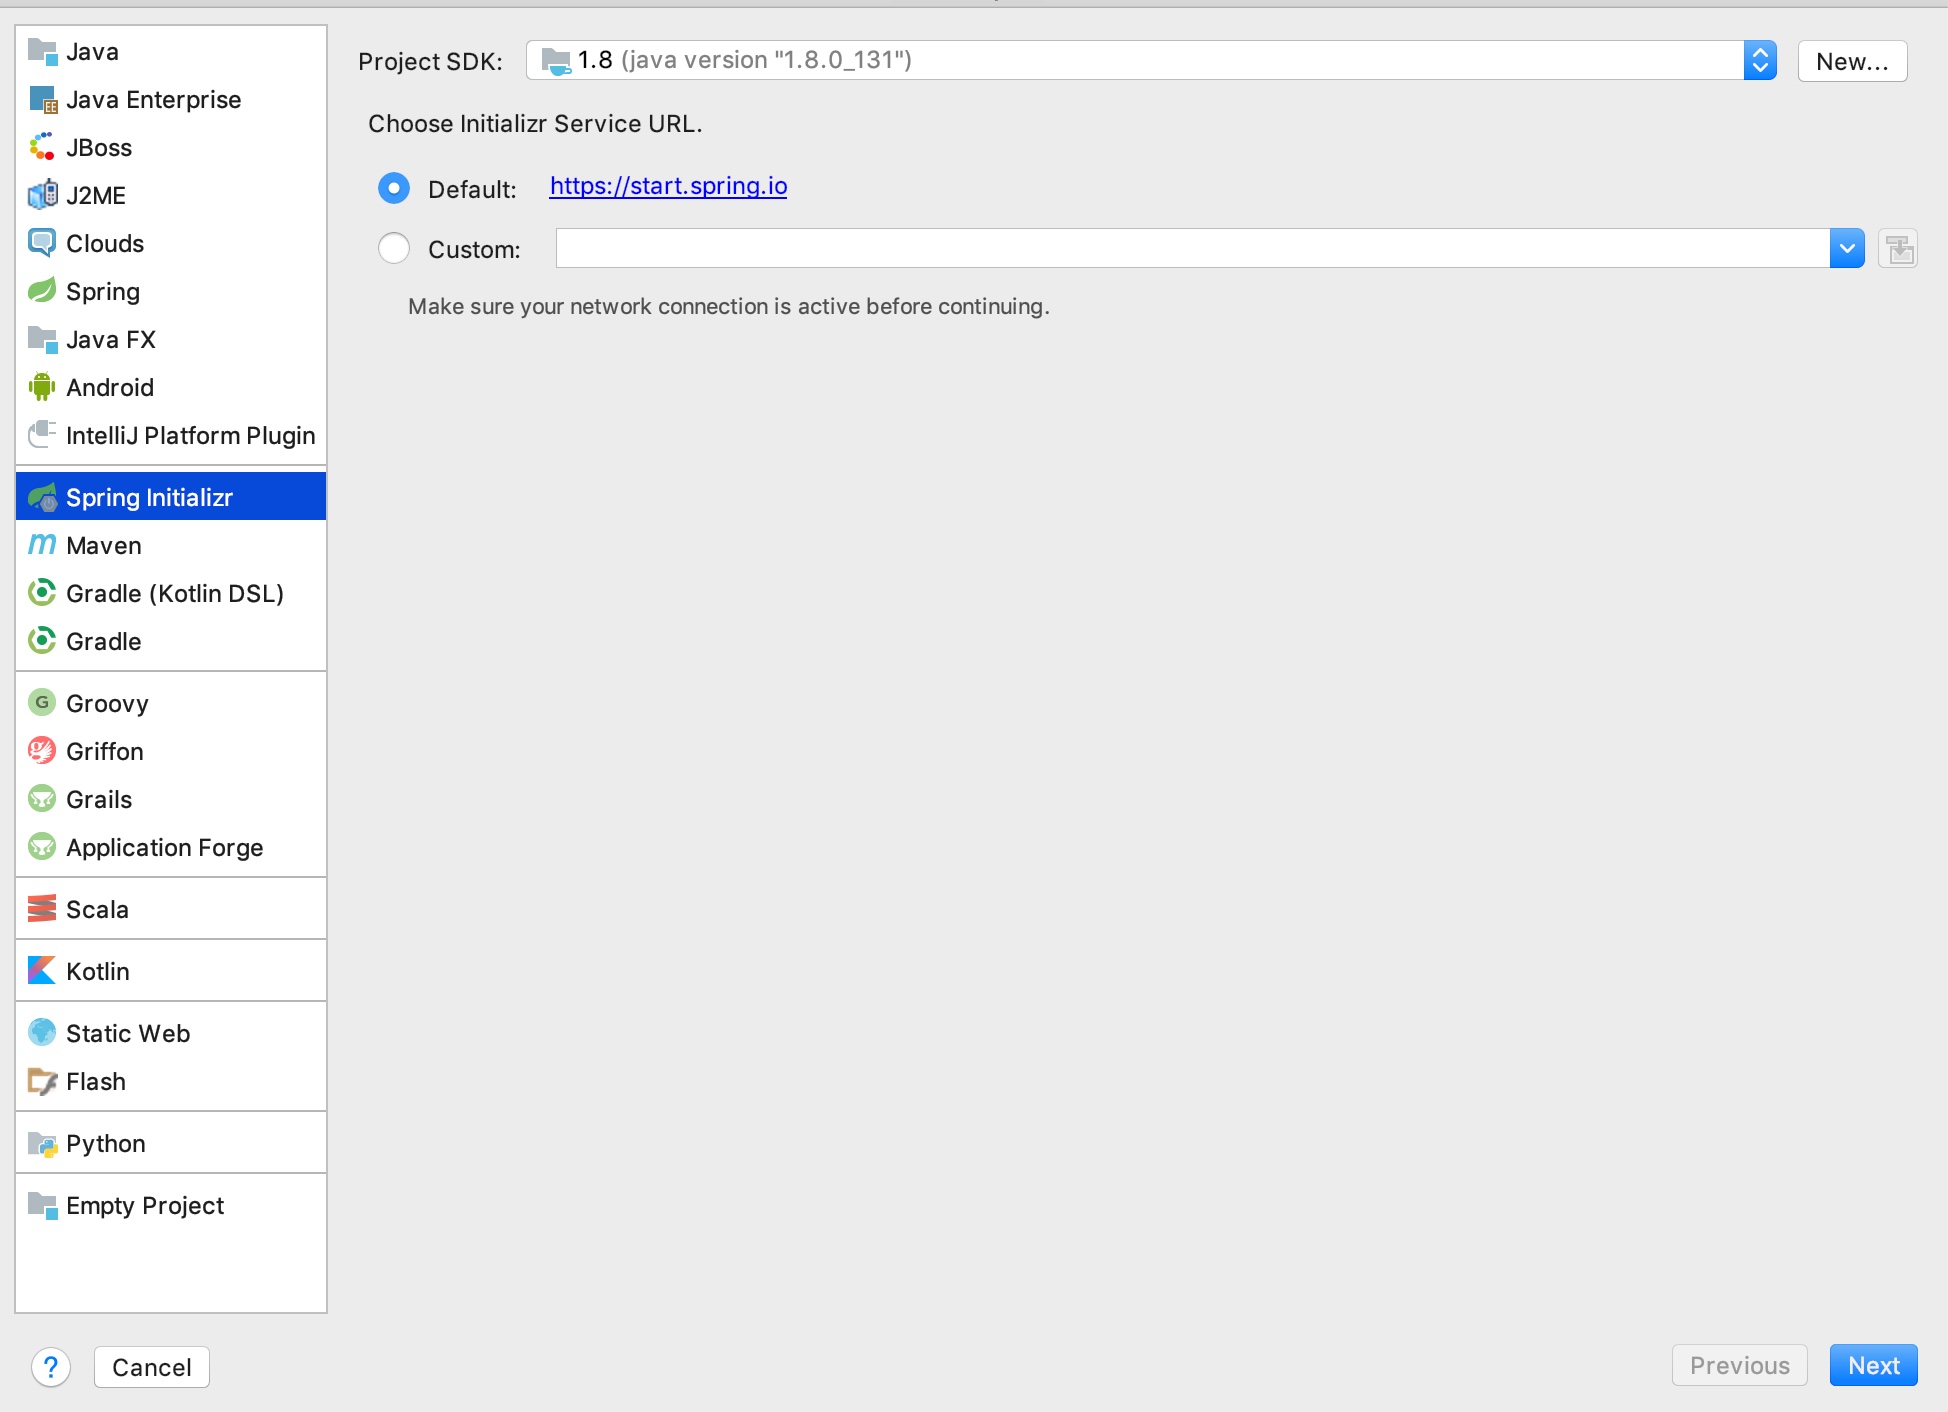 Java
Java Enterprise
JBoss
J2ME
Clouds
Spring
Java FX
Android
IntelliJ Platform Plugin
Spring Initializr
Maven
Gradle (Kotlin DSL)
Gradle
Groovy
Griffon
Grails
Application Forge
Scala
Kotlin
Static Web
Flash
Python
Empty Project
Project SDK: 1.8 (java version "1.8.0_131") New...
Choose Initializr Service URL.
Default: https://start.spring.io
Custom:
Make sure your network connection is active before continuing.
? Cancel Previous Next